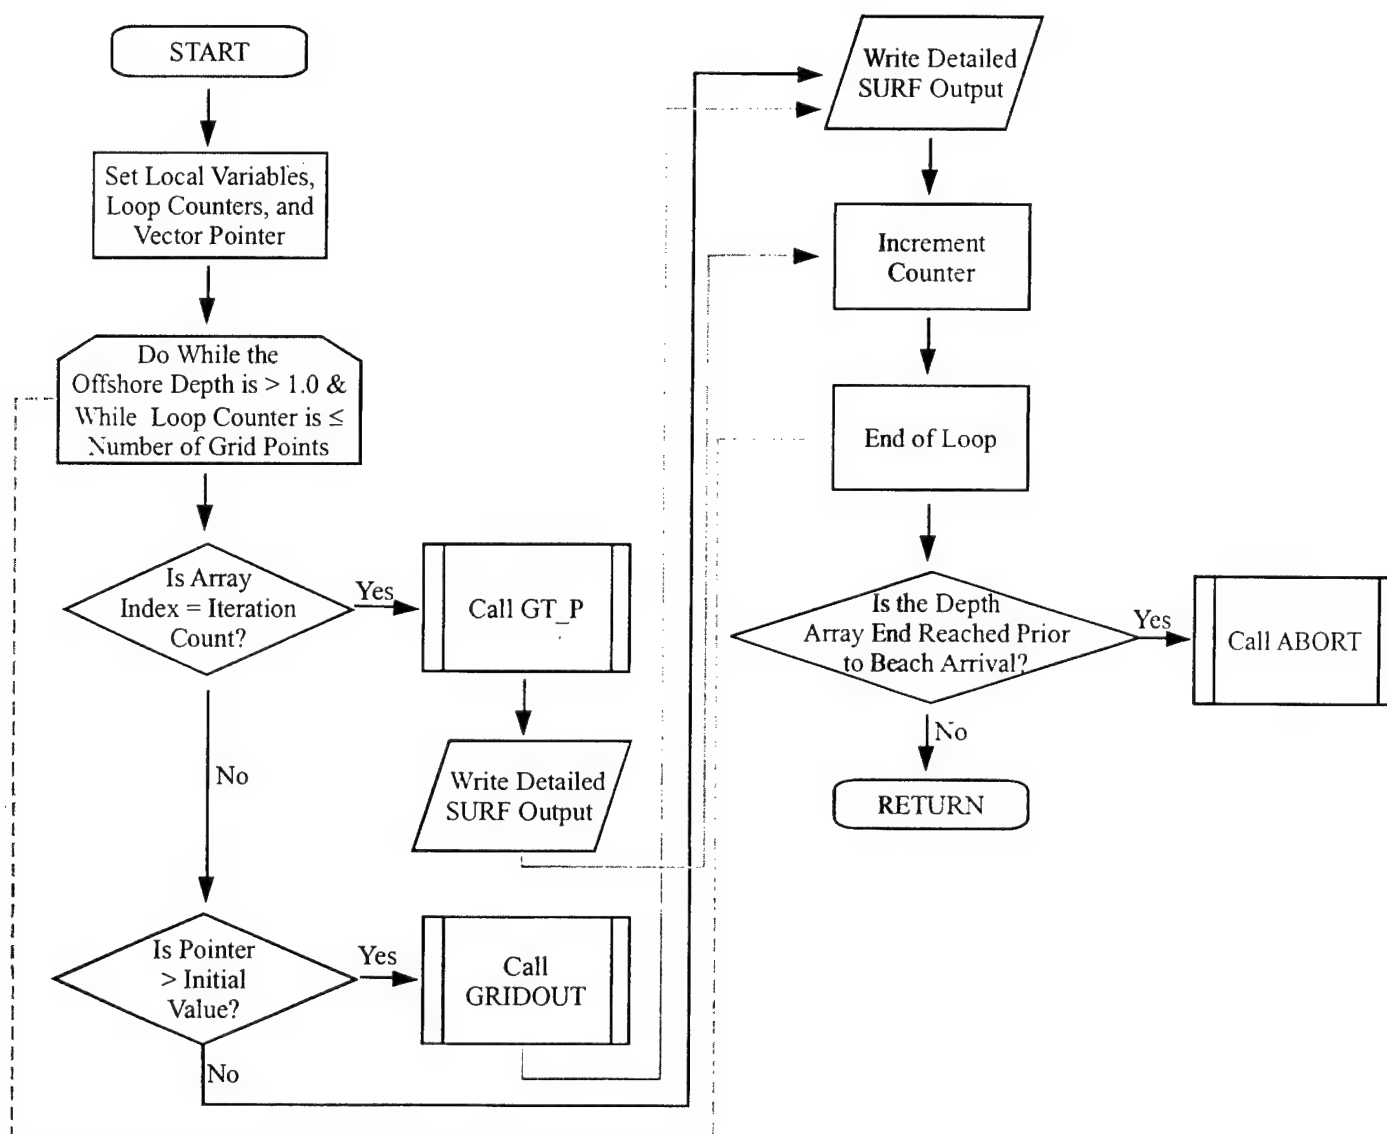 START
Set Local Variables,
Loop Counters, and
Vector Pointer
Do While the
Offshore Depth is > 1.0 &
While Loop Counter is ≤
Number of Grid Points
Is Array
Index = Iteration
Count?
Yes
Call GT_P
Write Detailed
SURF Output
No
Is Pointer
> Initial
Value?
Yes
Call
GRIDOUT
No
Write Detailed
SURF Output
Increment
Counter
End of Loop
Is the Depth
Array End Reached Prior
to Beach Arrival?
Yes
Call ABORT
No
RETURN